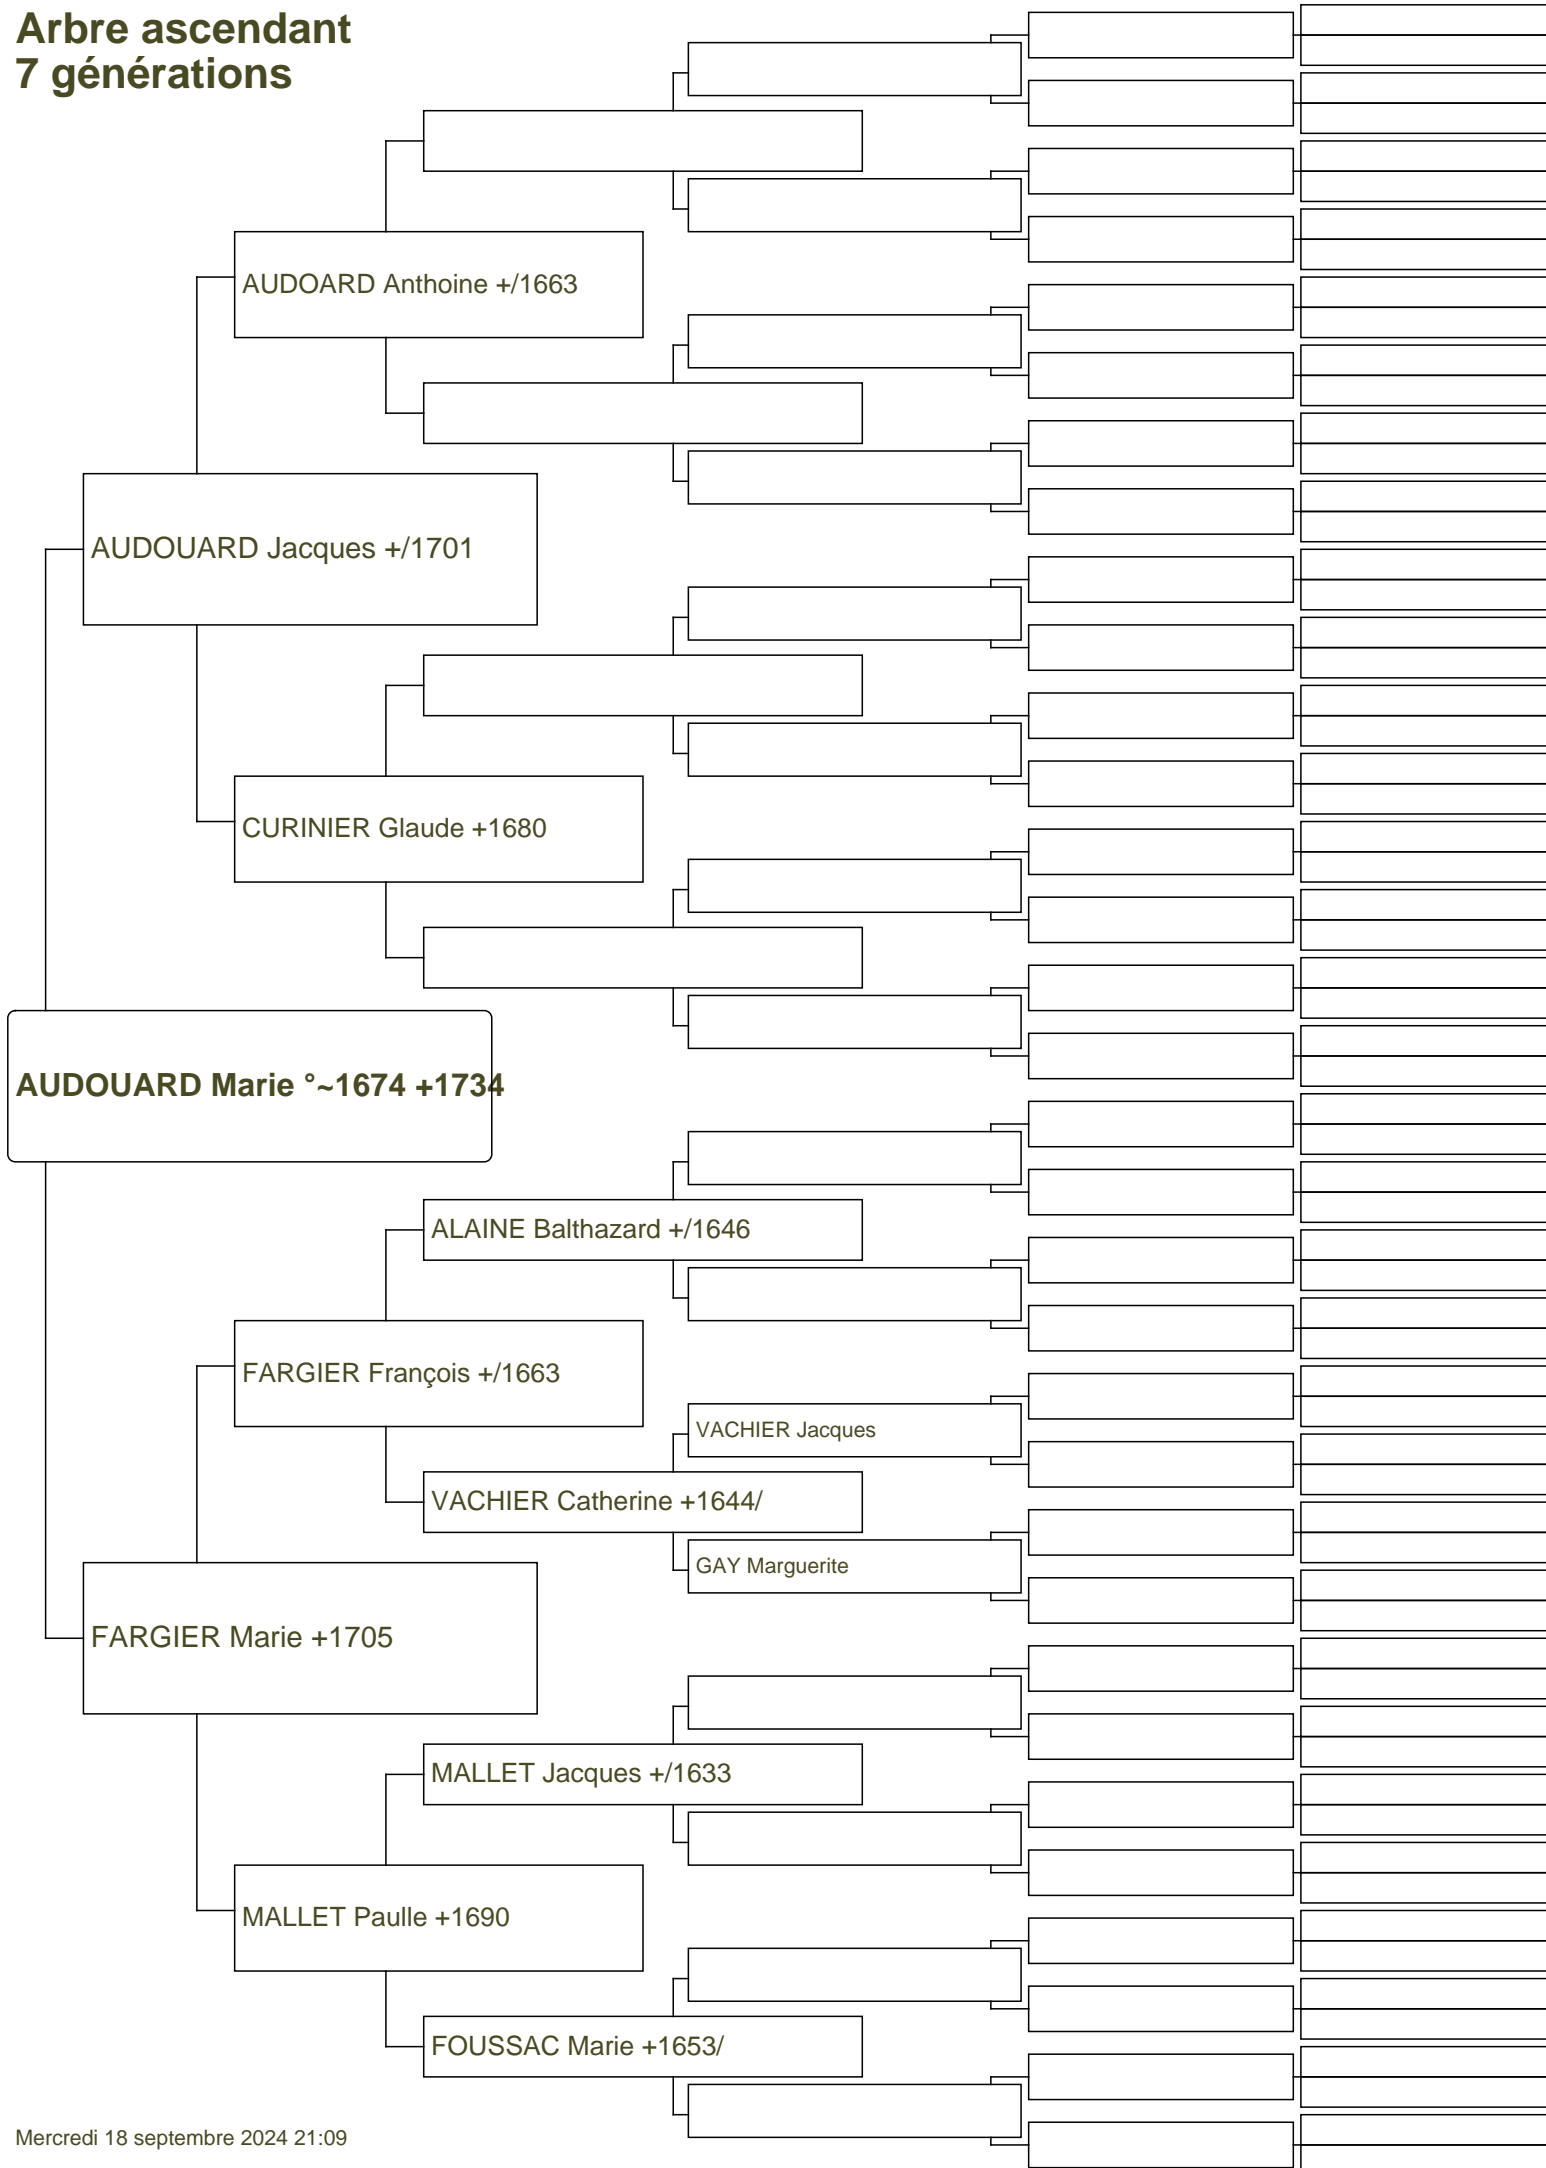 Arbre ascendant
7 générations
AUDOARD Anthoine +/1663
AUDOUARD Jacques +/1701
CURINIER Glaude +1680
AUDOUARD Marie °~1674 +1734
ALAINE Balthazard +/1646
FARGIER François +/1663
VACHIER Jacques
VACHIER Catherine +1644/
GAY Marguerite
FARGIER Marie +1705
MALLET Jacques +/1633
MALLET Paulle +1690
FOUSSAC Marie +1653/
Mercredi 18 septembre 2024 21:09